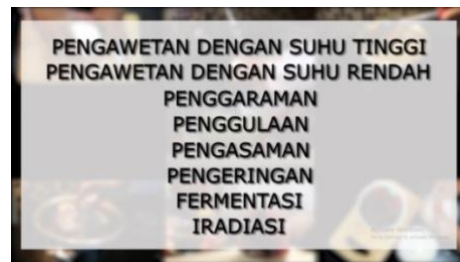 PENGAWETAN DENGAN SUHU TINGGI
PENGAWETAN DENGAN SUHU RENDAH
PENGGARAMAN
PENGGULAAN
PENGASAMAN
PENGERINGAN
FERMENTASI
IRADIASI